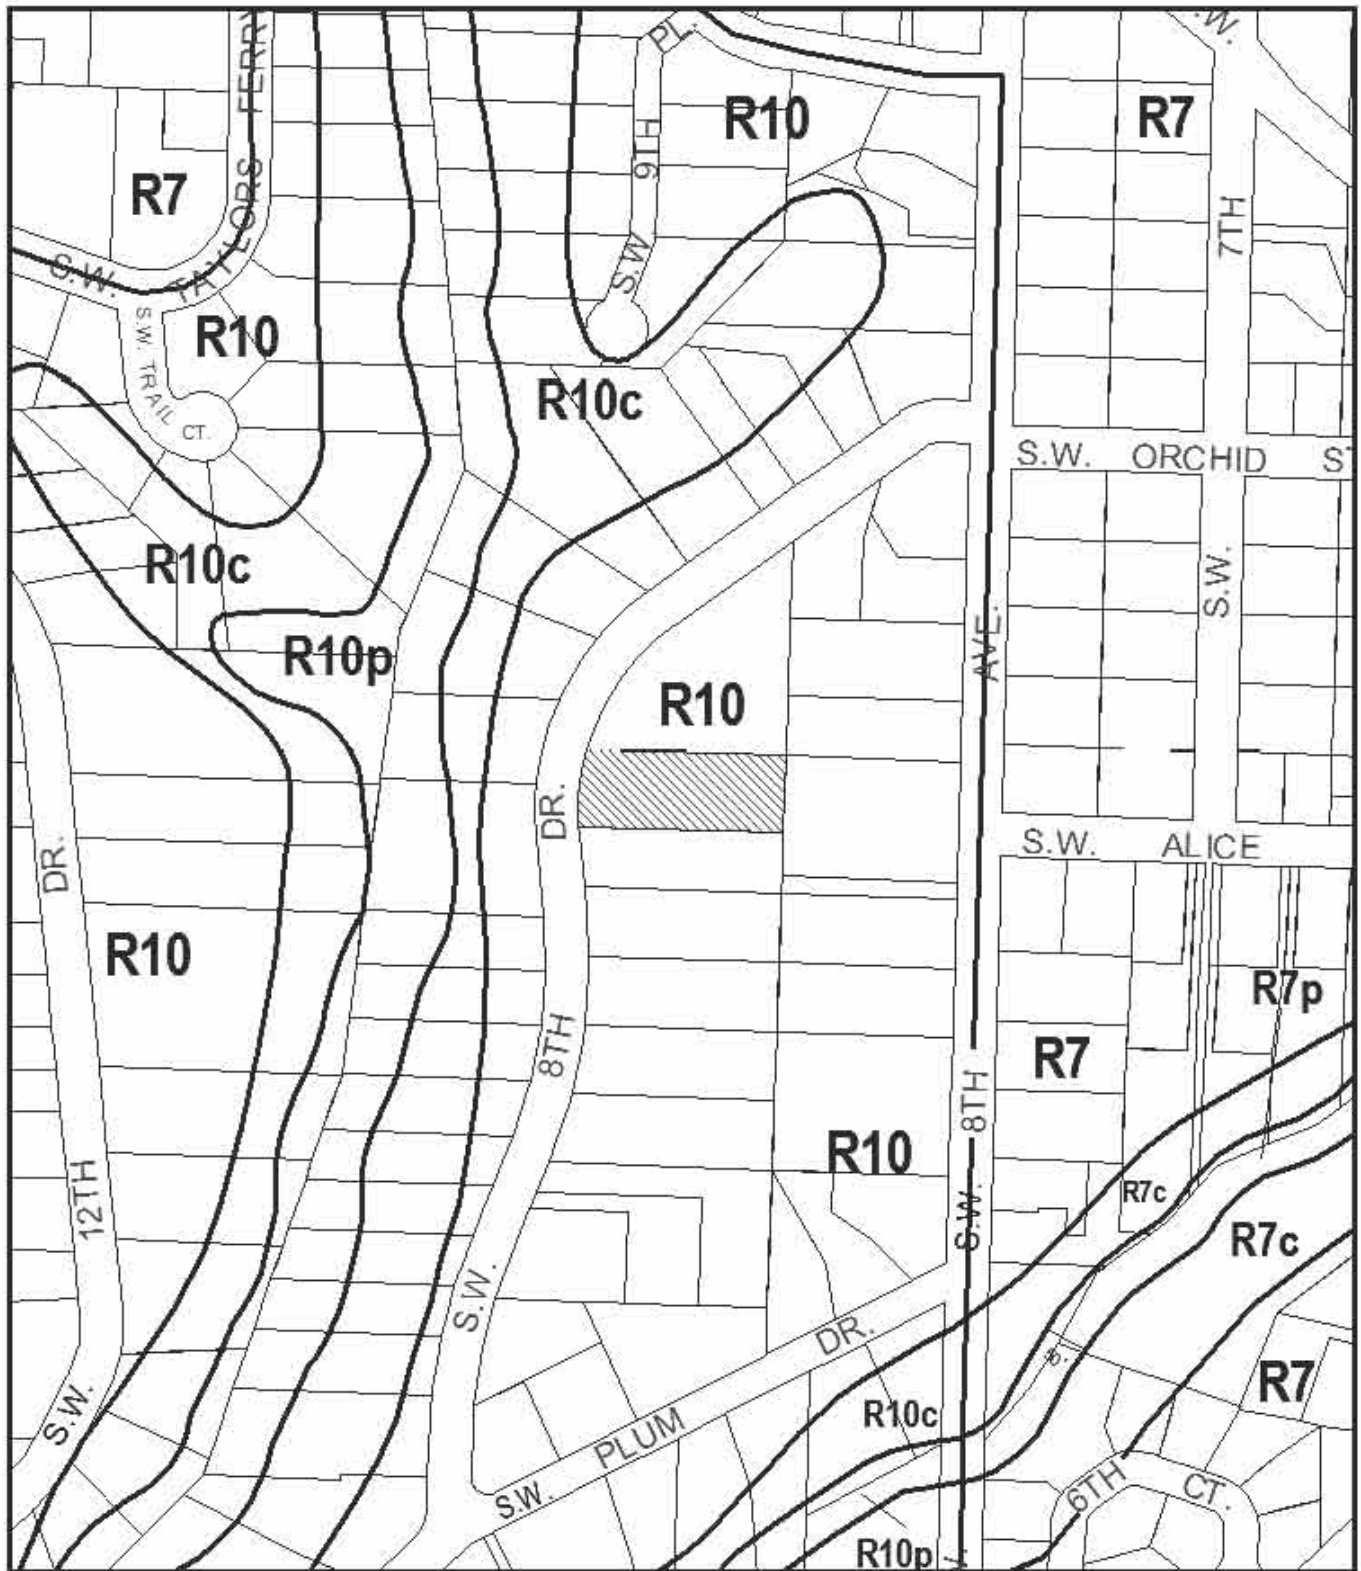 PL.
S.W.
FERRY
R10
R7
9TH
R7
7TH
TAYLORS
S.W.
S.W.
S.W. TRAIL
R10
CT.
R10c
S.W. ORCHID ST
R10c
S.W.
R10p
AVE.
R10
DR.
DR.
S.W. ALICE
R10
R7p
8TH
R7
8TH
R10
12TH
R7c
S.W.
R7c
S.W.
DR.
R7
S.W.
R10c
PLUM
S.W.
6TH
CT.
R10p